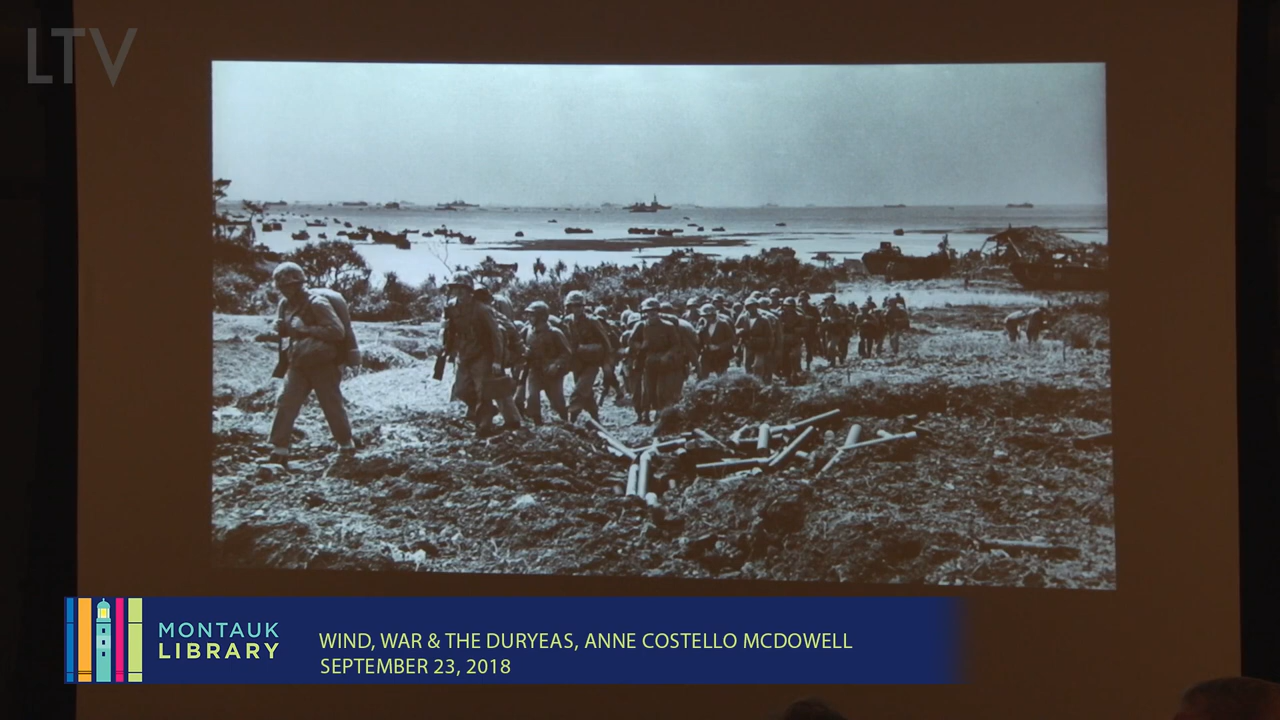 LTV
MONTAUK
LIBRARY
WIND, WAR & THE DURYEAS, ANNE COSTELLO MCDOWELL
SEPTEMBER 23, 2018